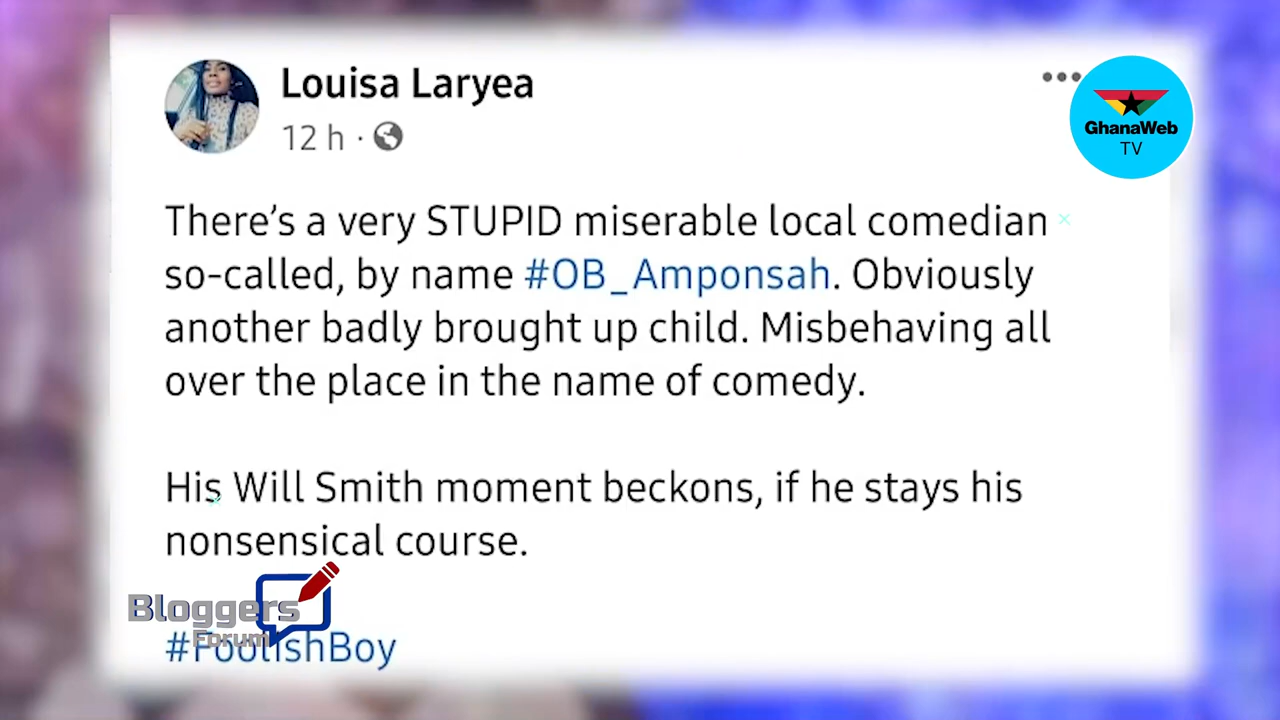 Louisa Laryea
12 h ·
GhanaWeb
TV
There's a very STUPID miserable local comedian
so-called, by name #OB_Amponsah. Obviously
another badly brought up child. Misbehaving all
over the place in the name of comedy.
His Will Smith moment beckons, if he stays his
nonsensical course.
Bloggers
Forum
#FoolishBoy